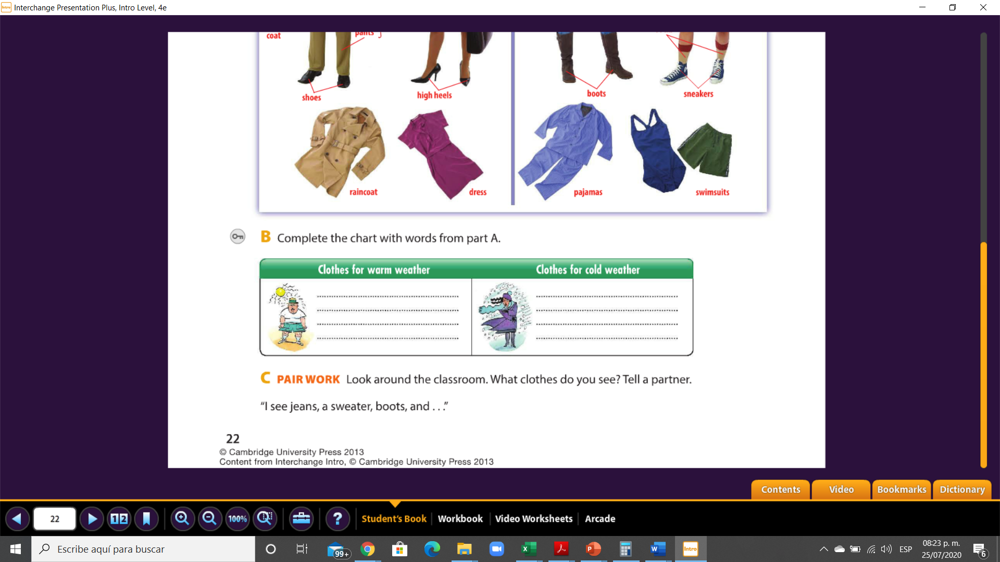 Interchange Presentation Plus, Intro Level, 4e
coat
pants
shoes
high heels
boots
sneakers
raincoat
dress
pajamas
swimsuits
B Complete the chart with words from part A.
Clothes for warm weather
Clothes for cold weather
C PAIR WORK Look around the classroom. What clothes do you see? Tell a partner.
“I see jeans, a sweater, boots, and . . .”
22
© Cambridge University Press 2013
Content from Interchange Intro, © Cambridge University Press 2013
Contents
Video
Bookmarks
Dictionary
22
12
100%
?
Student's Book
Workbook
Video Worksheets
Arcade
Escribe aquí para buscar
99+
Intro
ESP
08:23 p. m.
25/07/2020
6